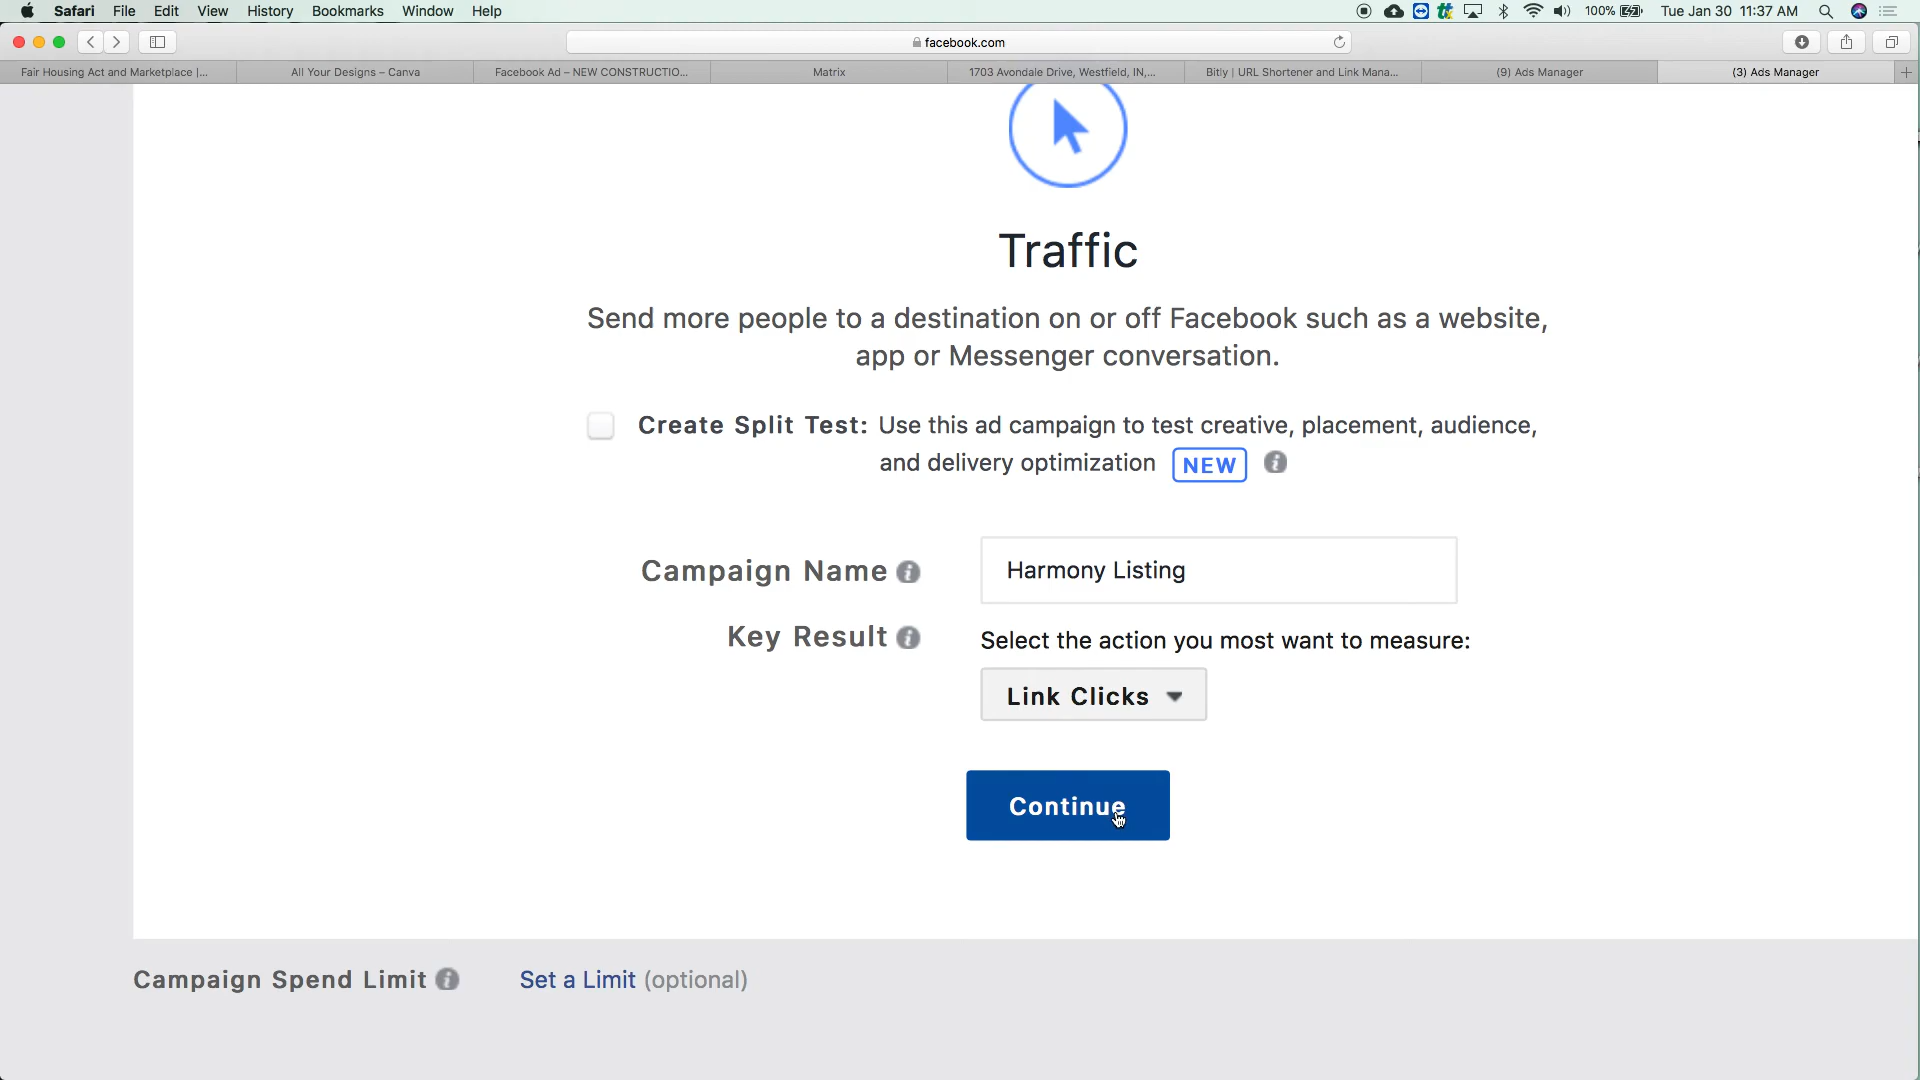 Safari File Edit View History Bookmarks Window Help 100% Tue Jan 30 11:37 AM
facebook.com
Fair Housing Act and Marketplace |... All Your Designs – Canva Facebook Ad – NEW CONSTRUCTIO... Matrix 1703 Avondale Drive, Westfield, IN,... Bitly | URL Shortener and Link Mana... (9) Ads Manager (3) Ads Manager
Traffic
Send more people to a destination on or off Facebook such as a website,
app or Messenger conversation.
Create Split Test: Use this ad campaign to test creative, placement, audience,
and delivery optimization NEW
Campaign Name Harmony Listing
Key Result Select the action you most want to measure:
Link Clicks
Continue
Campaign Spend Limit Set a Limit (optional)